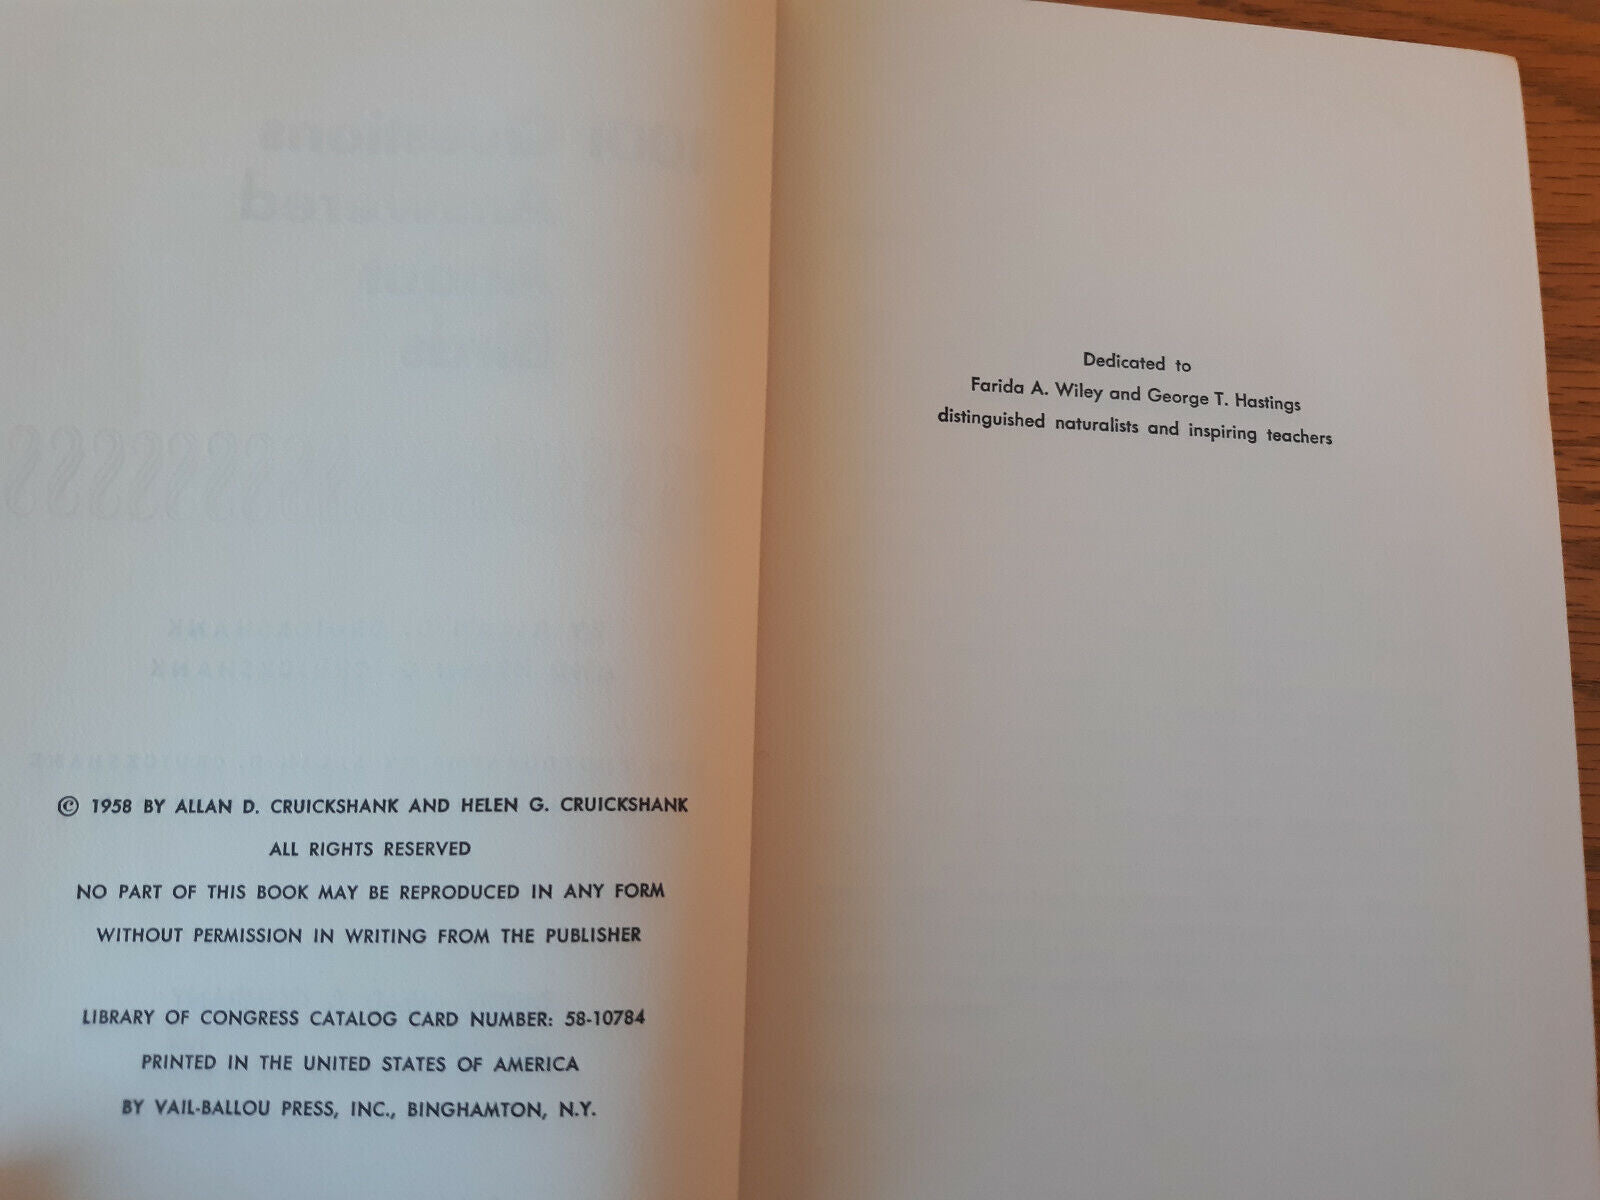 © 1958 BY ALLAN D. CRUICKSHANK AND HELEN G. CRUICKSHANK
ALL RIGHTS RESERVED
NO PART OF THIS BOOK MAY BE REPRODUCED IN ANY FORM
WITHOUT PERMISSION IN WRITING FROM THE PUBLISHER
LIBRARY OF CONGRESS CATALOG CARD NUMBER: 58-10784
PRINTED IN THE UNITED STATES OF AMERICA
BY VAIL-BALLOU PRESS, INC., BINGHAMTON, N.Y.
Dedicated to
Farida A. Wiley and George T. Hastings
distinguished naturalists and inspiring teachers